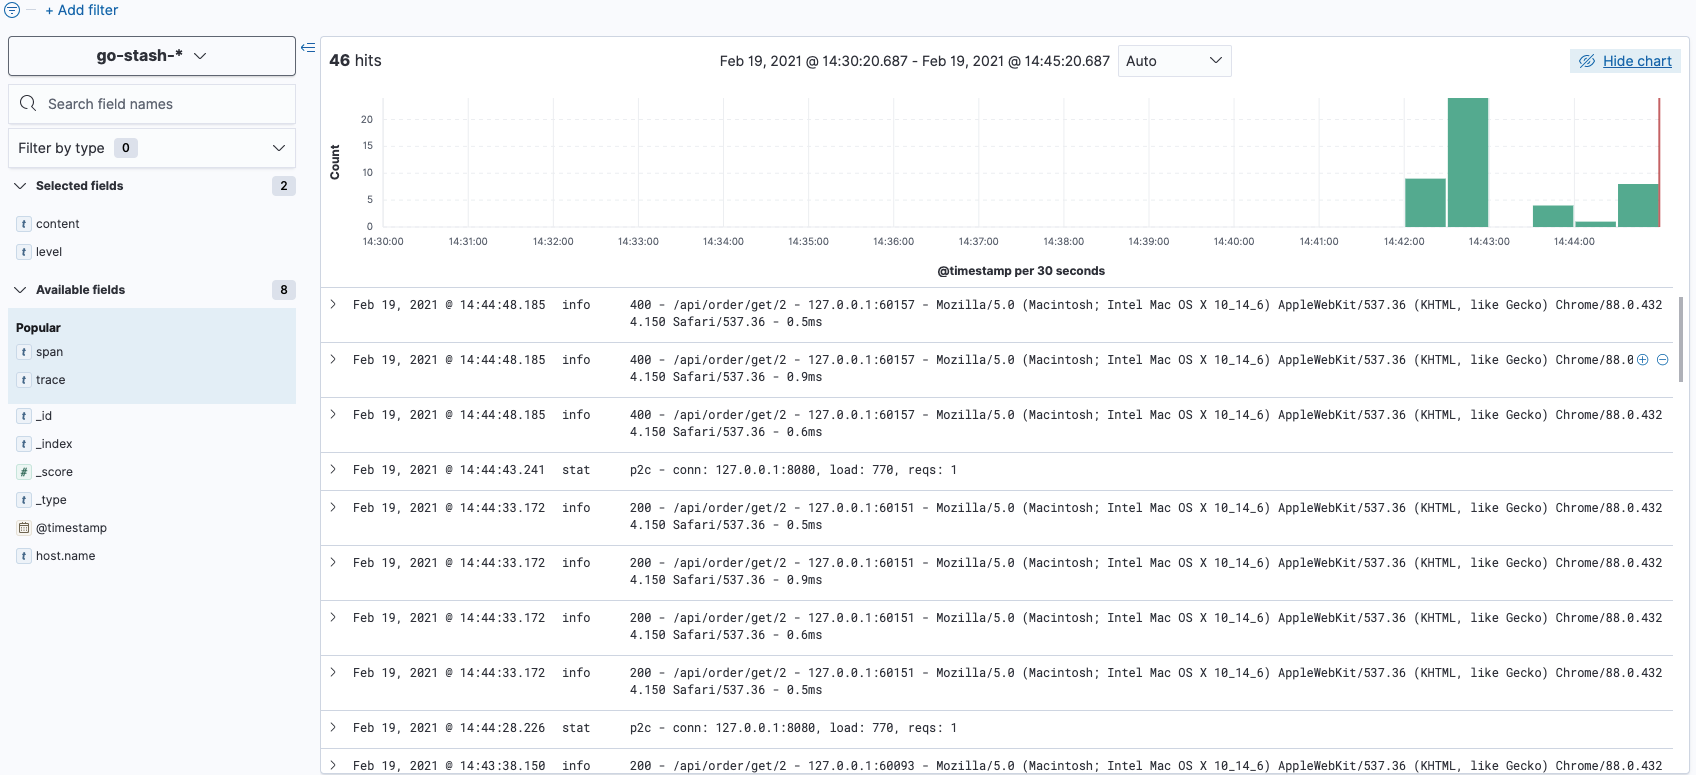 + Add filter
go-stash-*
Search field names
Filter by type 0
Selected fields 2
t content
t level
Available fields 8
Popular
t span
t trace
t _id
t _index
# _score
t _type
@timestamp
t host.name
46 hits
Feb 19, 2021 @ 14:30:20.687 - Feb 19, 2021 @ 14:45:20.687
Auto
Hide chart
Count
20
15
10
5
0
14:30:00 14:31:00 14:32:00 14:33:00 14:34:00 14:35:00 14:36:00 14:37:00 14:38:00 14:39:00 14:40:00 14:41:00 14:42:00 14:43:00 14:44:00
@timestamp per 30 seconds
Feb 19, 2021 @ 14:44:48.185 info 400 - /api/order/get/2 - 127.0.0.1:60157 - Mozilla/5.0 (Macintosh; Intel Mac OS X 10_14_6) AppleWebKit/537.36 (KHTML, like Gecko) Chrome/88.0.432
4.150 Safari/537.36 - 0.5ms
Feb 19, 2021 @ 14:44:48.185 info 400 - /api/order/get/2 - 127.0.0.1:60157 - Mozilla/5.0 (Macintosh; Intel Mac OS X 10_14_6) AppleWebKit/537.36 (KHTML, like Gecko) Chrome/88.0
4.150 Safari/537.36 - 0.9ms
Feb 19, 2021 @ 14:44:48.185 info 400 - /api/order/get/2 - 127.0.0.1:60157 - Mozilla/5.0 (Macintosh; Intel Mac OS X 10_14_6) AppleWebKit/537.36 (KHTML, like Gecko) Chrome/88.0.432
4.150 Safari/537.36 - 0.6ms
Feb 19, 2021 @ 14:44:43.241 stat p2c - conn: 127.0.0.1:8080, load: 770, reqs: 1
Feb 19, 2021 @ 14:44:33.172 info 200 - /api/order/get/2 - 127.0.0.1:60151 - Mozilla/5.0 (Macintosh; Intel Mac OS X 10_14_6) AppleWebKit/537.36 (KHTML, like Gecko) Chrome/88.0.432
4.150 Safari/537.36 - 0.5ms
Feb 19, 2021 @ 14:44:33.172 info 200 - /api/order/get/2 - 127.0.0.1:60151 - Mozilla/5.0 (Macintosh; Intel Mac OS X 10_14_6) AppleWebKit/537.36 (KHTML, like Gecko) Chrome/88.0.432
4.150 Safari/537.36 - 0.9ms
Feb 19, 2021 @ 14:44:33.172 info 200 - /api/order/get/2 - 127.0.0.1:60151 - Mozilla/5.0 (Macintosh; Intel Mac OS X 10_14_6) AppleWebKit/537.36 (KHTML, like Gecko) Chrome/88.0.432
4.150 Safari/537.36 - 0.6ms
Feb 19, 2021 @ 14:44:33.172 info 200 - /api/order/get/2 - 127.0.0.1:60151 - Mozilla/5.0 (Macintosh; Intel Mac OS X 10_14_6) AppleWebKit/537.36 (KHTML, like Gecko) Chrome/88.0.432
4.150 Safari/537.36 - 0.5ms
Feb 19, 2021 @ 14:44:28.226 stat p2c - conn: 127.0.0.1:8080, load: 770, reqs: 1
Feb 19, 2021 @ 14:43:38.150 info 200 - /api/order/get/2 - 127.0.0.1:60093 - Mozilla/5.0 (Macintosh; Intel Mac OS X 10_14_6) AppleWebKit/537.36 (KHTML, like Gecko) Chrome/88.0.432